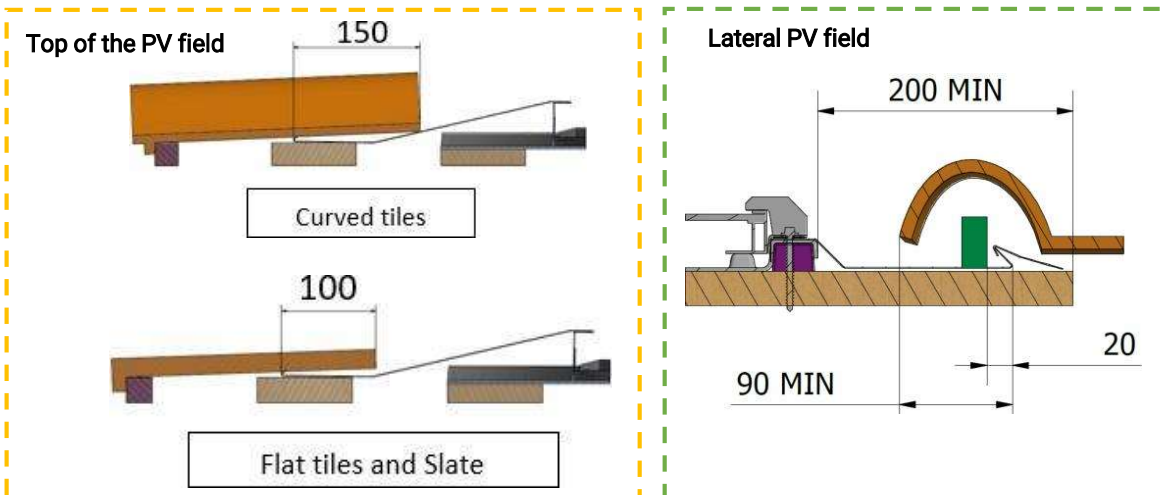 Top of the PV field
150
Curved tiles
100
Flat tiles and Slate
Lateral PV field
200 MIN
20
90 MIN